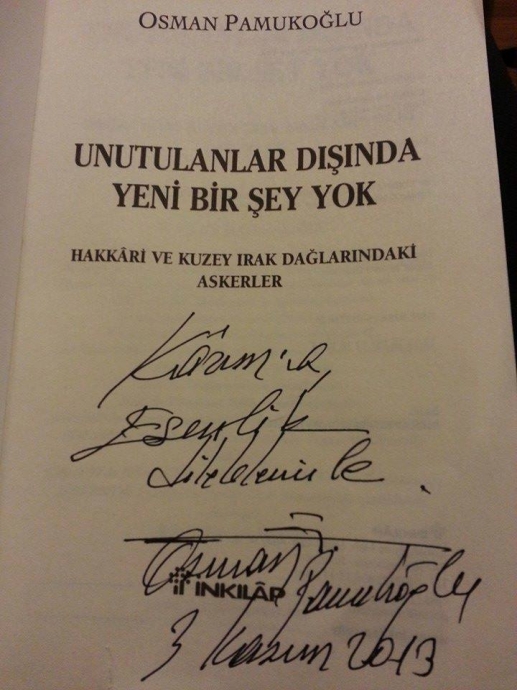 OSMAN PAMUKOĞLU
UNUTULANLAR DIŞINDA
YENİ BİR ŞEY YOK
HAKKÂRİ VE KUZEY IRAK DAĞLARINDAKİ
ASKERLER
Kâzım'a,
Esenlik
dileklerimle.
Osman Pamukoğlu
İNKILÂP
3 Kasım 2013